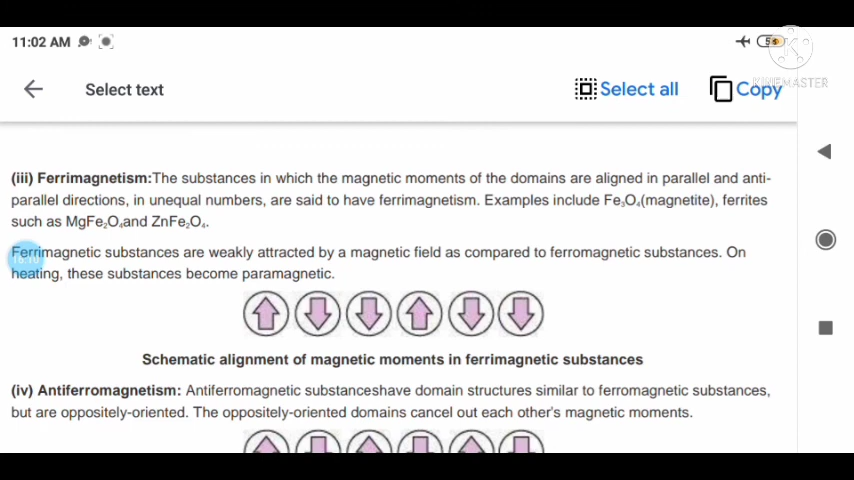 11:02 AM
KINEMASTER
Select text
Select all
Copy
(iii) Ferrimagnetism:The substances in which the magnetic moments of the domains are aligned in parallel and anti-
parallel directions, in unequal numbers, are said to have ferrimagnetism. Examples include Fe₃O₄(magnetite), ferrites
such as MgFe₂O₄and ZnFe₂O₄.
Ferrimagnetic substances are weakly attracted by a magnetic field as compared to ferromagnetic substances. On
heating, these substances become paramagnetic.
Schematic alignment of magnetic moments in ferrimagnetic substances
(iv) Antiferromagnetism: Antiferromagnetic substanceshave domain structures similar to ferromagnetic substances,
but are oppositely-oriented. The oppositely-oriented domains cancel out each other's magnetic moments.